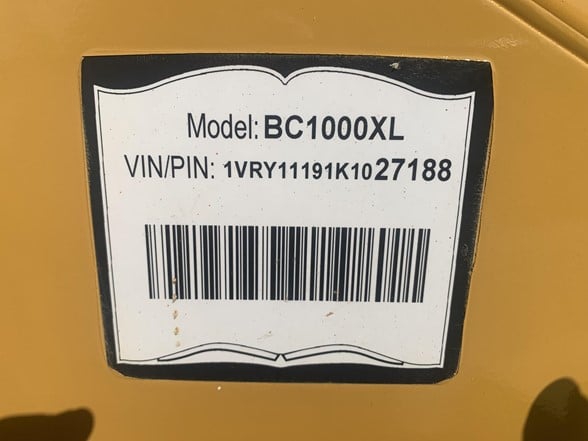 Model: BC1000XL
VIN/PIN: 1VRY11191K1027188